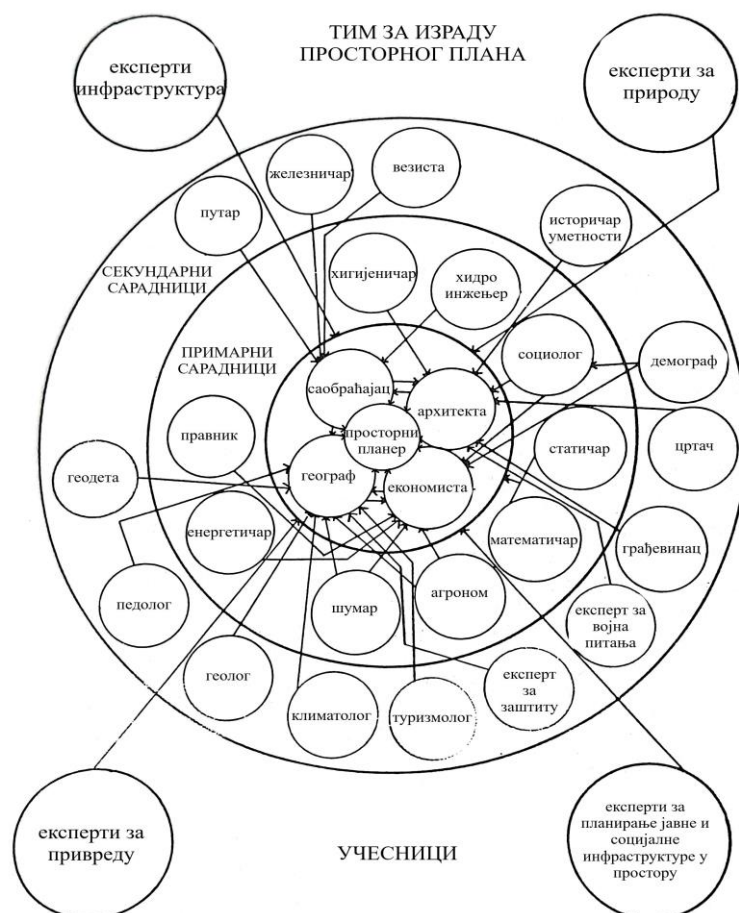 ТИМ ЗА ИЗРАДУ
ПРОСТОРНОГ ПЛАНА
експерти
инфраструктура
експерти за
природу
железничар
везиста
путар
историчар
уметности
СЕКУНДАРНИ
САРАДНИЦИ
хигијеничар
хидро
инжењер
ПРИМАРНИ
САРАДНИЦИ
социолог
демограф
саобраћајац
архитекта
просторни
планер
правник
статичар
цртач
геодета
географ
економиста
енергетичар
математичар
грађевинац
педолог
шумар
агроном
експерт за
војна
питања
геолог
климатолог
туризмолог
експерт
за
заштиту
експерти за
привреду
УЧЕСНИЦИ
експерти за
планирање јавне и
социјалне
инфраструктуре у
простору